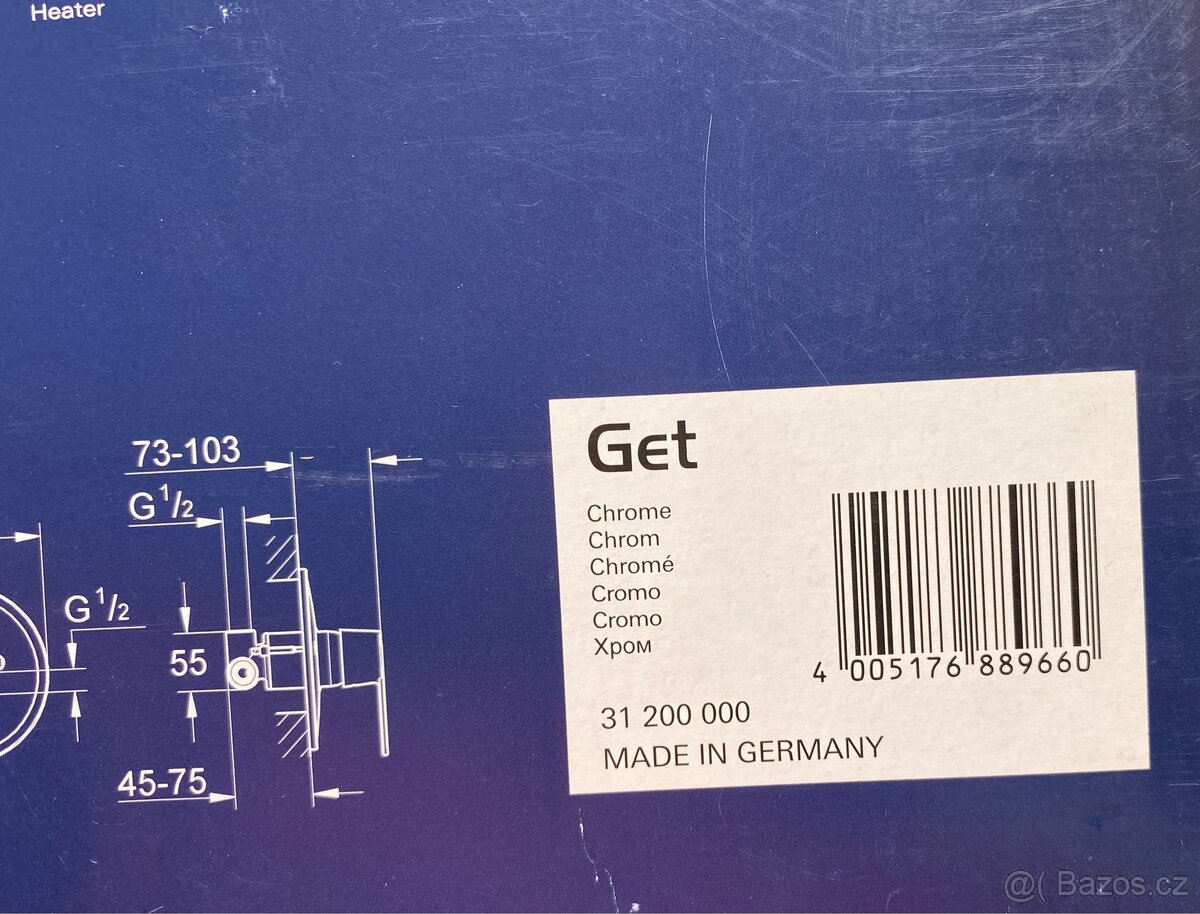 Heater
73-103
G 1/2
G 1/2
55
45-75
Get
Chrome
Chrom
Chromé
Cromo
Cromo
Хром
4 005176 889660
31 200 000
MADE IN GERMANY
@( Bazos.cz